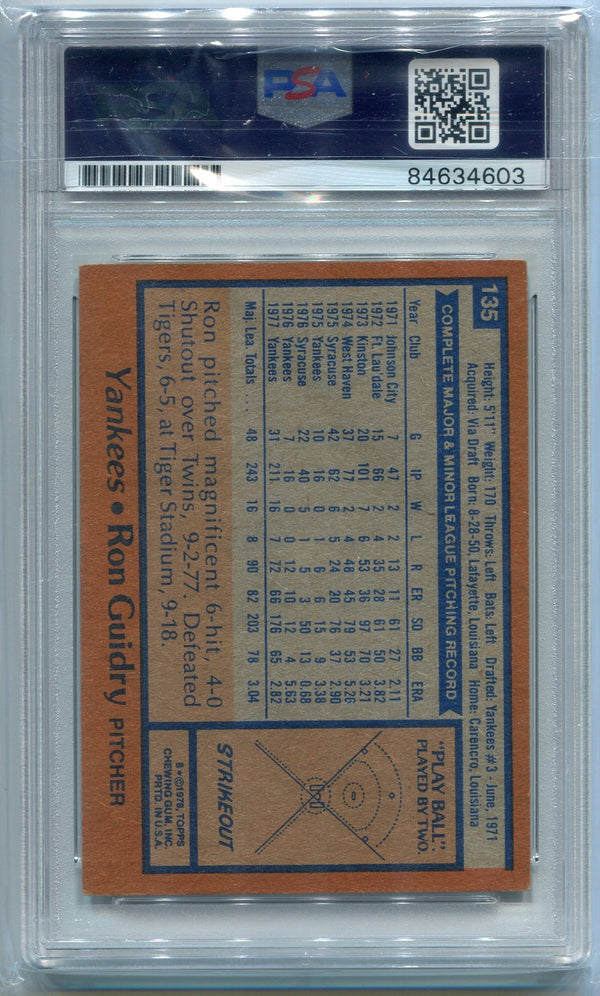 PSA
84634603
135
Height: 5'11" Weight: 170 Throws: Left Bats: Left Drafted: Yankees #3 - June, 1971
Acquired: Via Draft Born: 8-28-50, Lafayette, Louisiana Home: Carencro, Louisiana
COMPLETE MAJOR & MINOR LEAGUE PITCHING RECORD
Year Club G IP W L R ER SO BB ERA
1971 Johnson City 7 47 2 2 13 11 61 27 2.11
1972 Ft. Lau'dale 15 66 2 4 35 28 61 50 3.82
1973 Kinston 20 101 7 6 53 36 97 70 3.21
1974 West Haven 37 77 2 4 48 45 79 53 5.26
1975 Syracuse 42 62 6 5 24 20 76 37 2.90
1975 Yankees 10 16 0 1 6 6 15 9 3.38
1976 Syracuse 22 40 5 1 5 3 50 13 0.68
1976 Yankees 7 16 0 0 12 10 12 4 5.63
1977 Yankees 31 211 16 7 72 66 176 65 2.82
Maj. Lea. Totals .... 48 243 16 8 90 82 203 78 3.04
Ron pitched magnificent 6-hit, 4-0
Shutout over Twins, 9-2-77. Defeated
Tigers, 6-5, at Tiger Stadium, 9-18.
"PLAY BALL":
PLAYED BY TWO.
STRIKEOUT
B * © 1978, TOPPS
CHEWING GUM, INC.
PRTD. IN U.S.A.
Yankees • Ron Guidry PITCHER